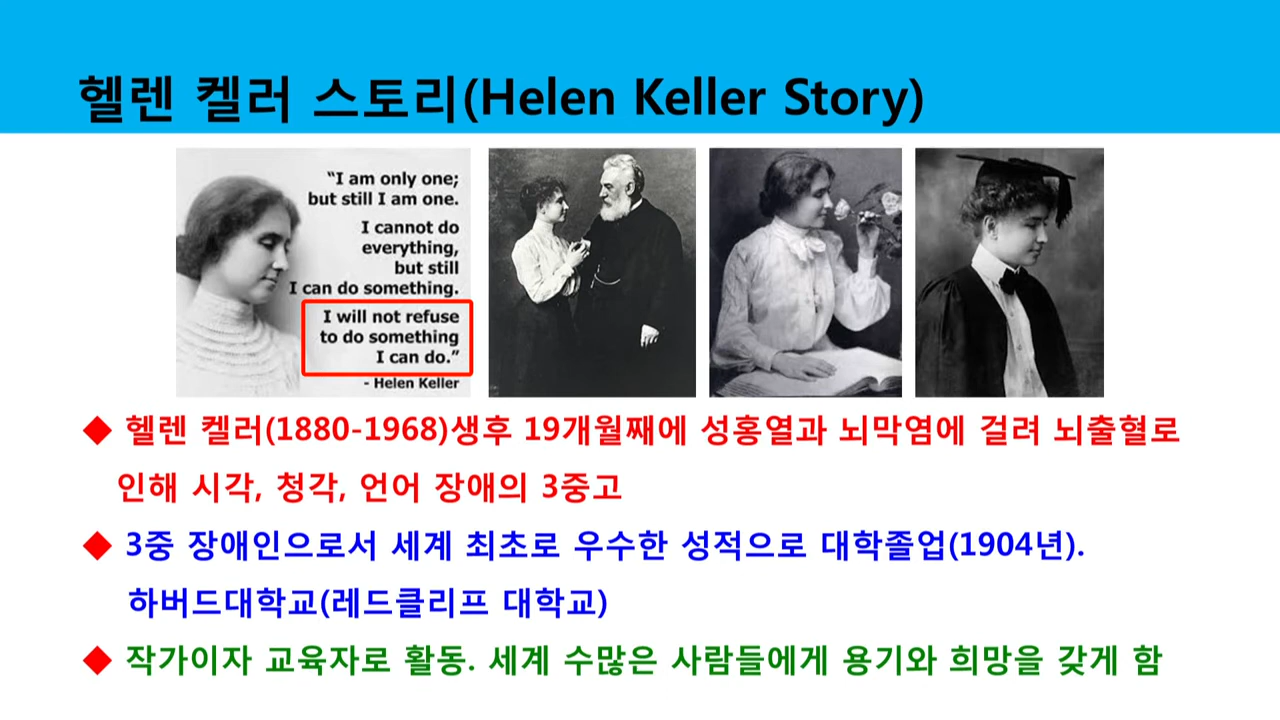 헬렌 켈러 스토리(Helen Keller Story)
“I am only one;
but still I am one.
I cannot do
everything,
but still
I can do something.
I will not refuse
to do something
I can do.”
- Helen Keller
◆ 헬렌 켈러(1880-1968)생후 19개월째에 성홍열과 뇌막염에 걸려 뇌출혈로
인해 시각, 청각, 언어 장애의 3중고
◆ 3중 장애인으로서 세계 최초로 우수한 성적으로 대학졸업(1904년).
하버드대학교(레드클리프 대학교)
◆ 작가이자 교육자로 활동. 세계 수많은 사람들에게 용기와 희망을 갖게 함